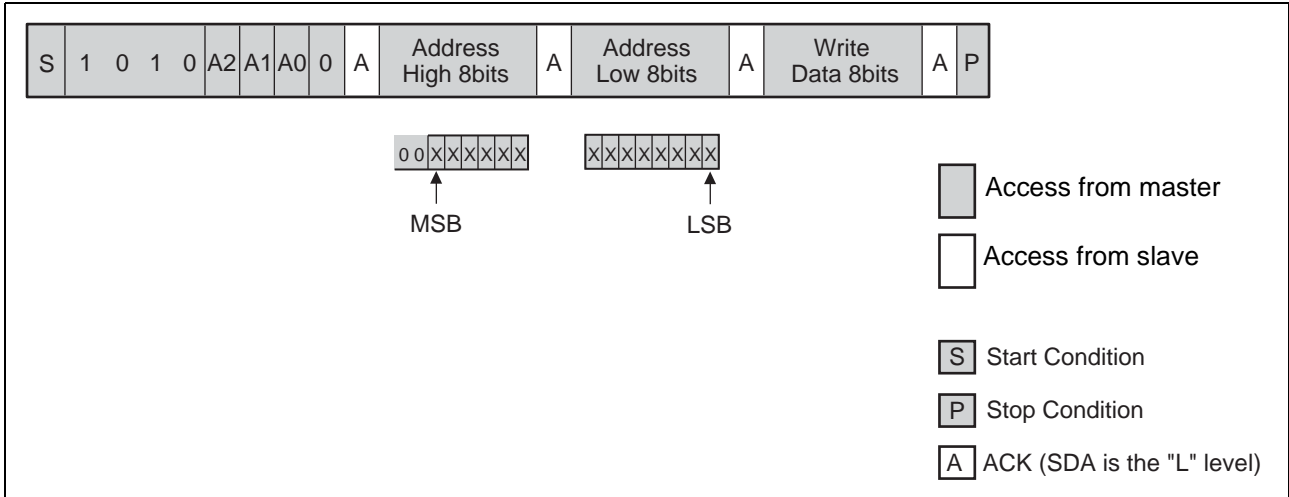 S 1 0 1 0 A2 A1 A0 0 A Address High 8bits A Address Low 8bits A Write Data 8bits A P
0 0 X X X X X X X X X X X X X X
MSB LSB
Access from master
Access from slave
S Start Condition
P Stop Condition
A ACK (SDA is the "L" level)